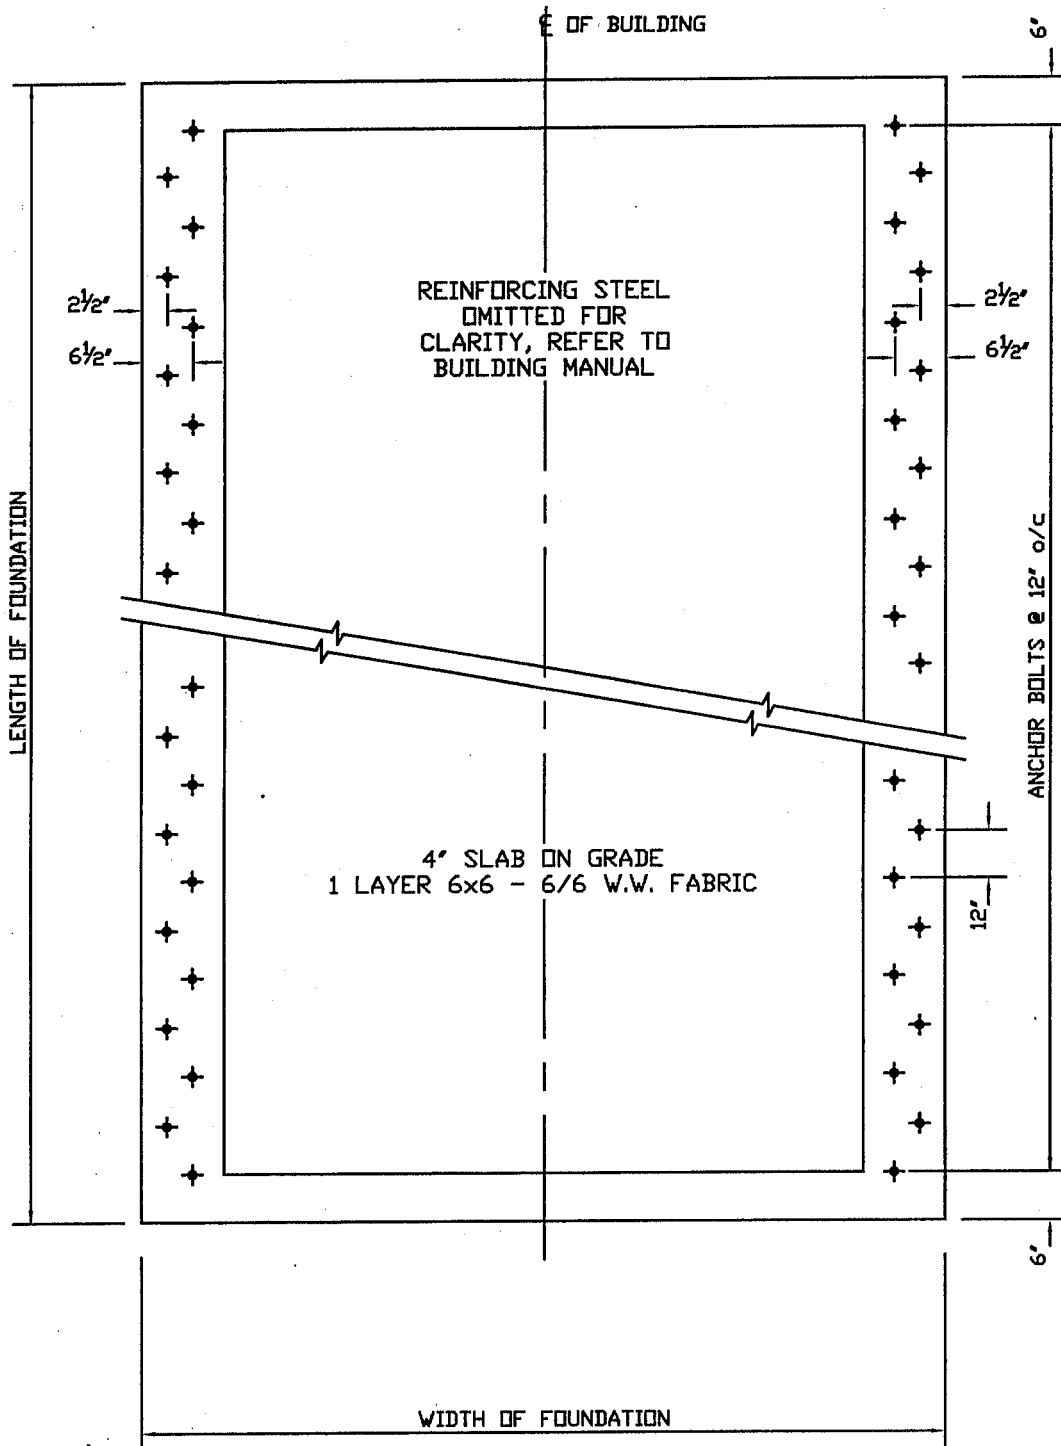 ℄ OF BUILDING
6"
REINFORCING STEEL
OMITTED FOR
CLARITY, REFER TO
BUILDING MANUAL
2½"
6½"
2½"
6½"
LENGTH OF FOUNDATION
ANCHOR BOLTS @ 12" o/c
4" SLAB ON GRADE
1 LAYER 6x6 - 6/6 W.W. FABRIC
12"
6"
WIDTH OF FOUNDATION